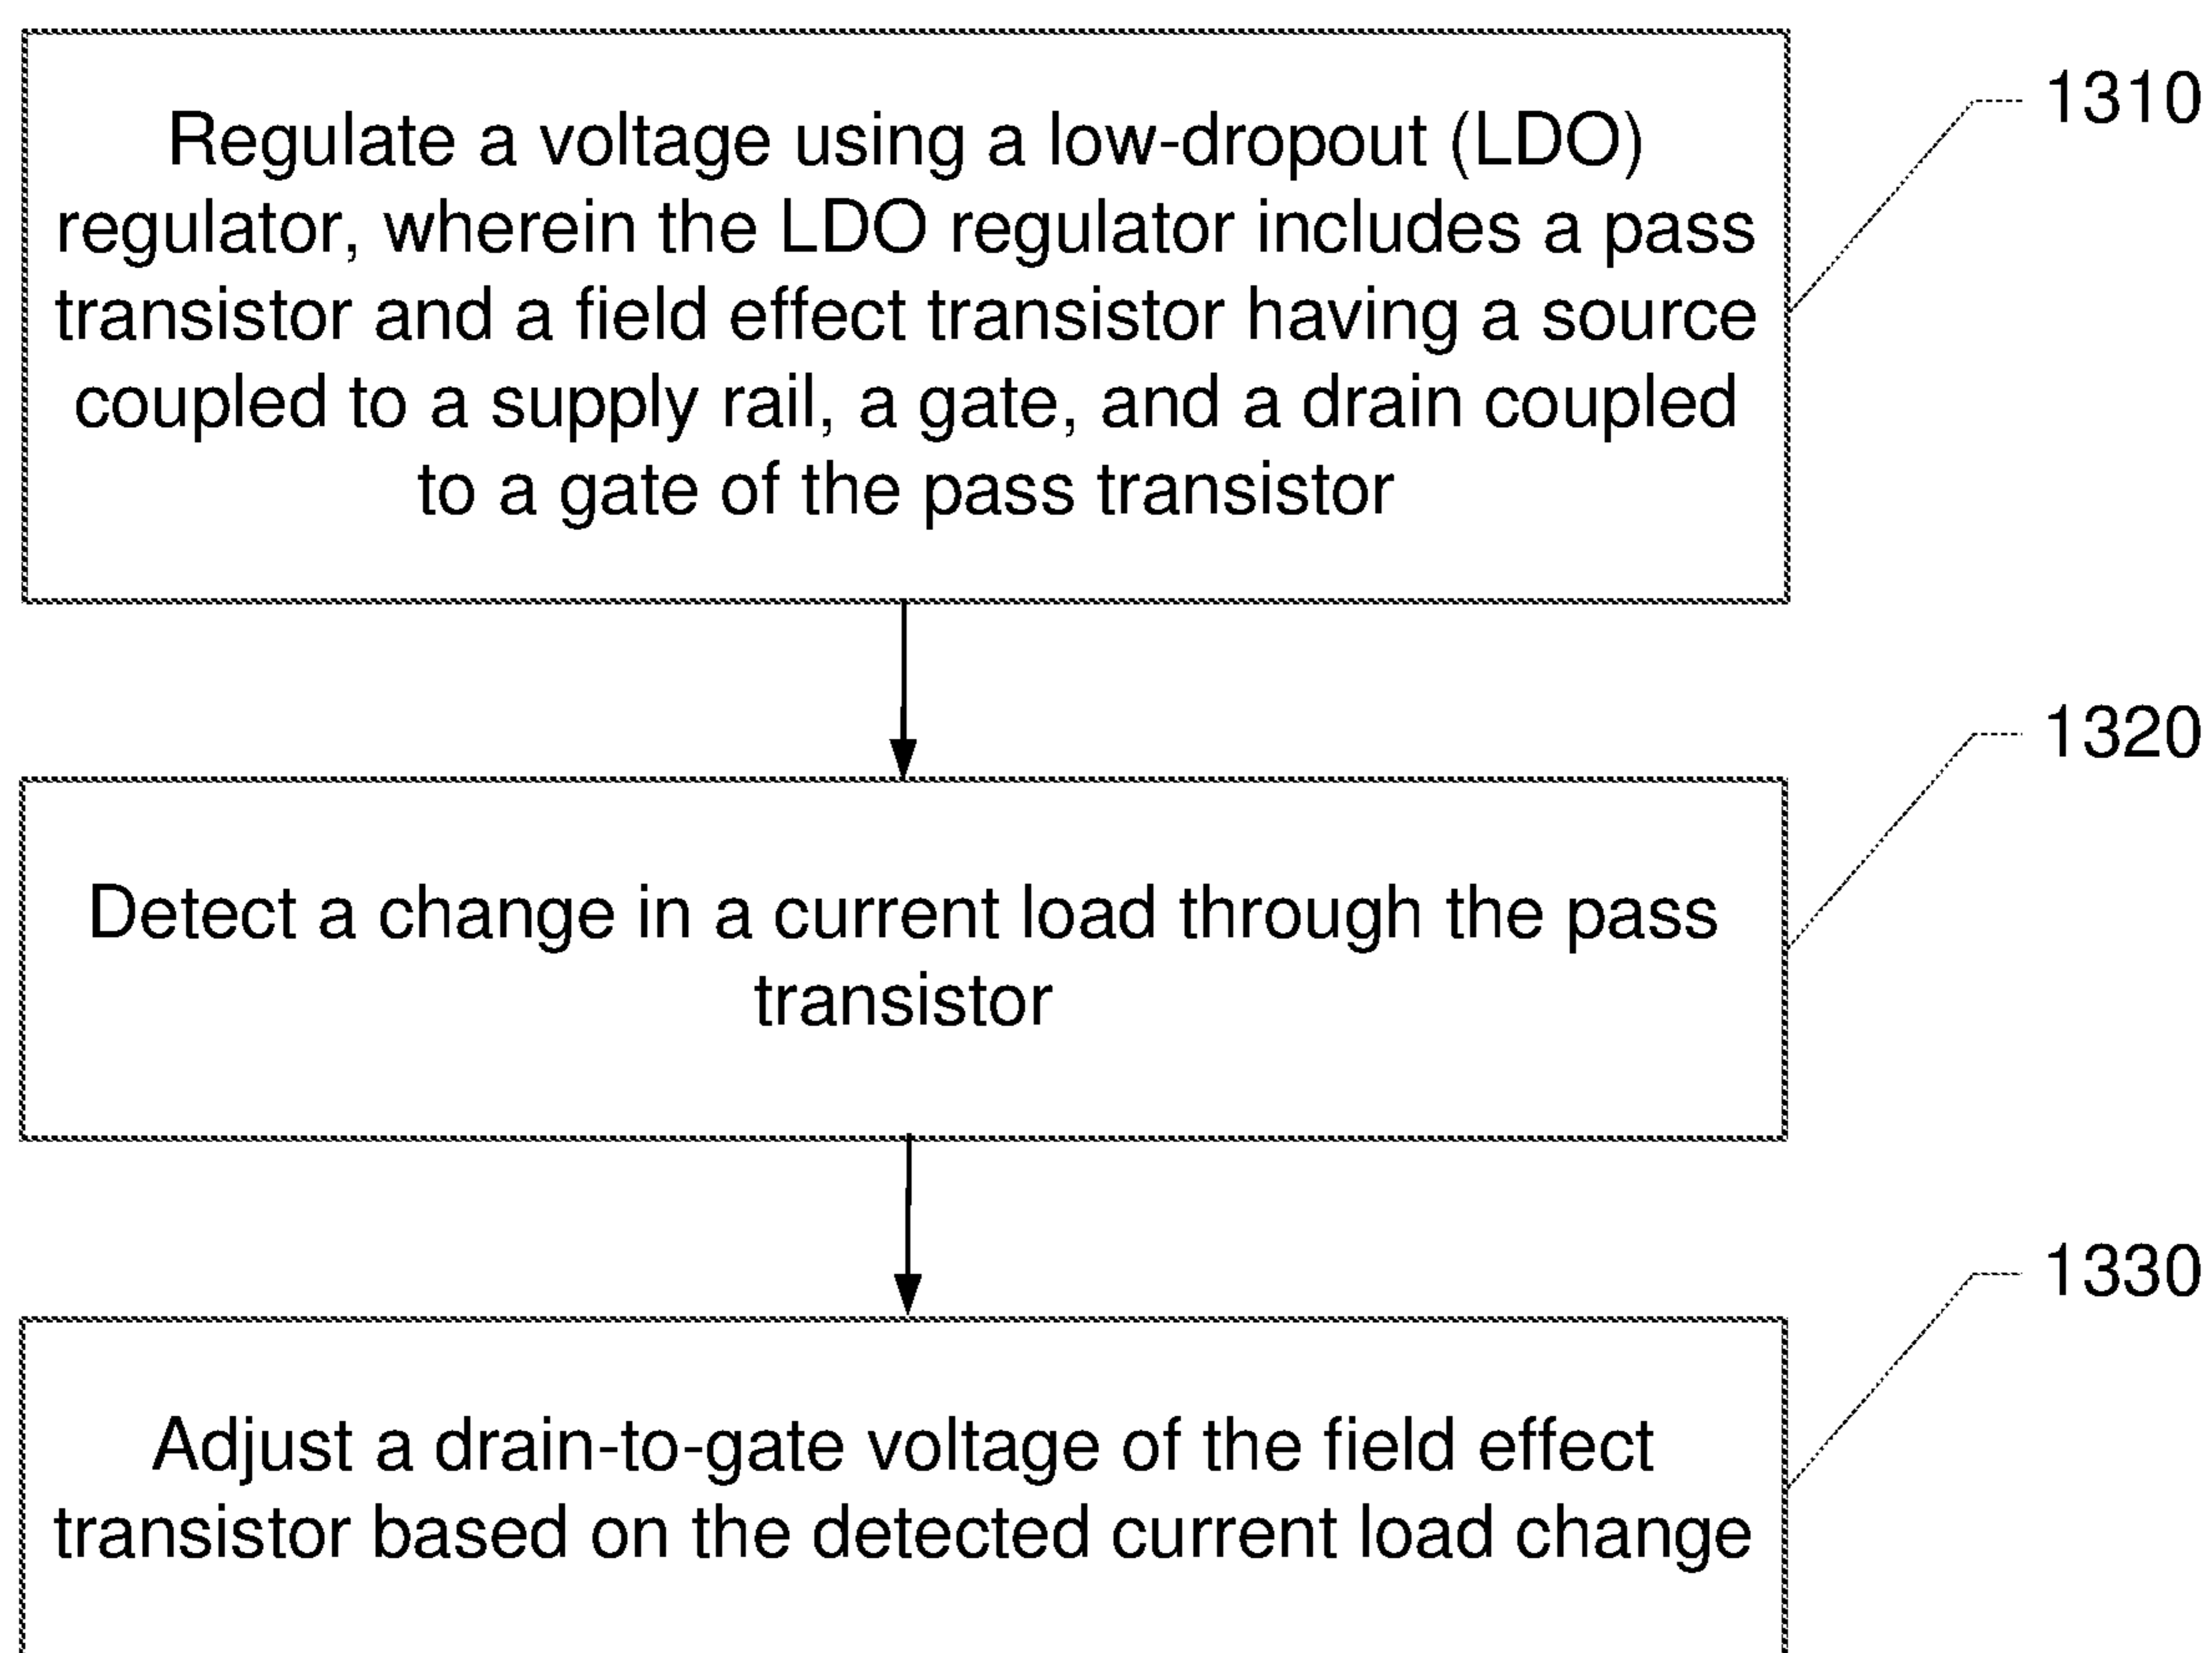 Regulate a voltage using a low-dropout (LDO)
regulator, wherein the LDO regulator includes a pass
transistor and a field effect transistor having a source
coupled to a supply rail, a gate, and a drain coupled
to a gate of the pass transistor
1310
Detect a change in a current load through the pass
transistor
1320
Adjust a drain-to-gate voltage of the field effect
transistor based on the detected current load change
1330